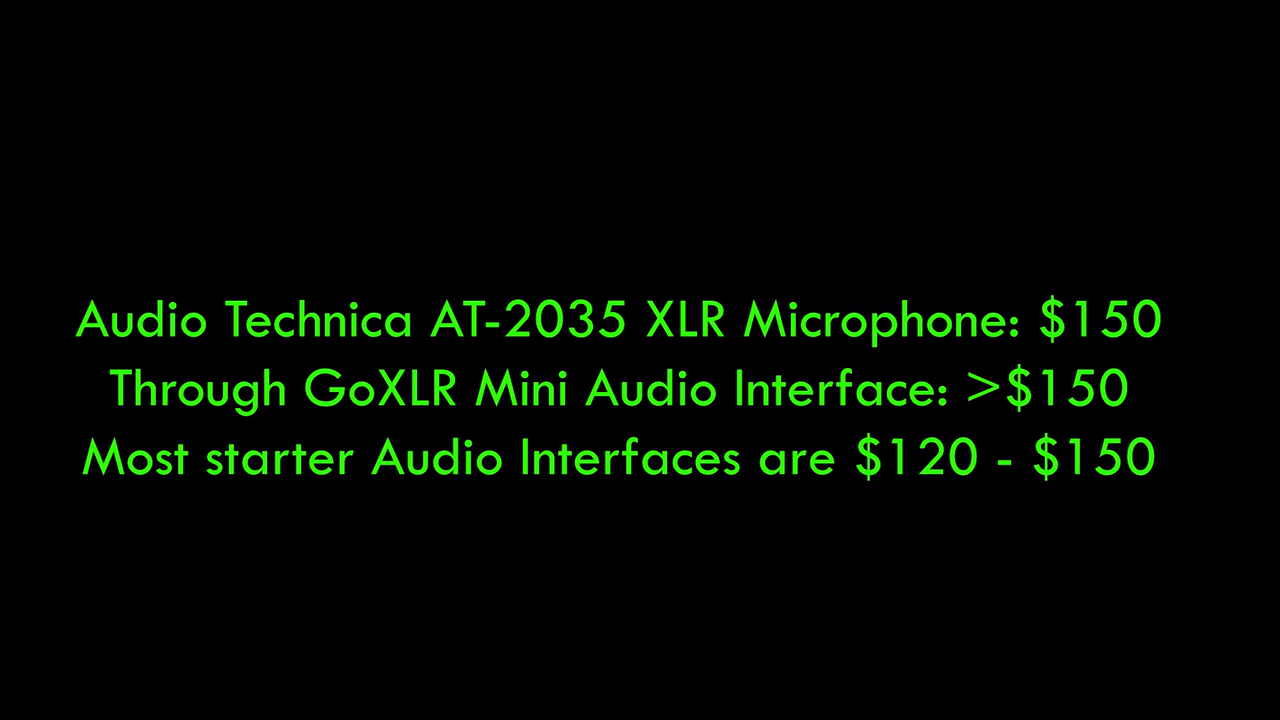 Audio Technica AT-2035 XLR Microphone: $150
Through GoXLR Mini Audio Interface: >$150
Most starter Audio Interfaces are $120 - $150